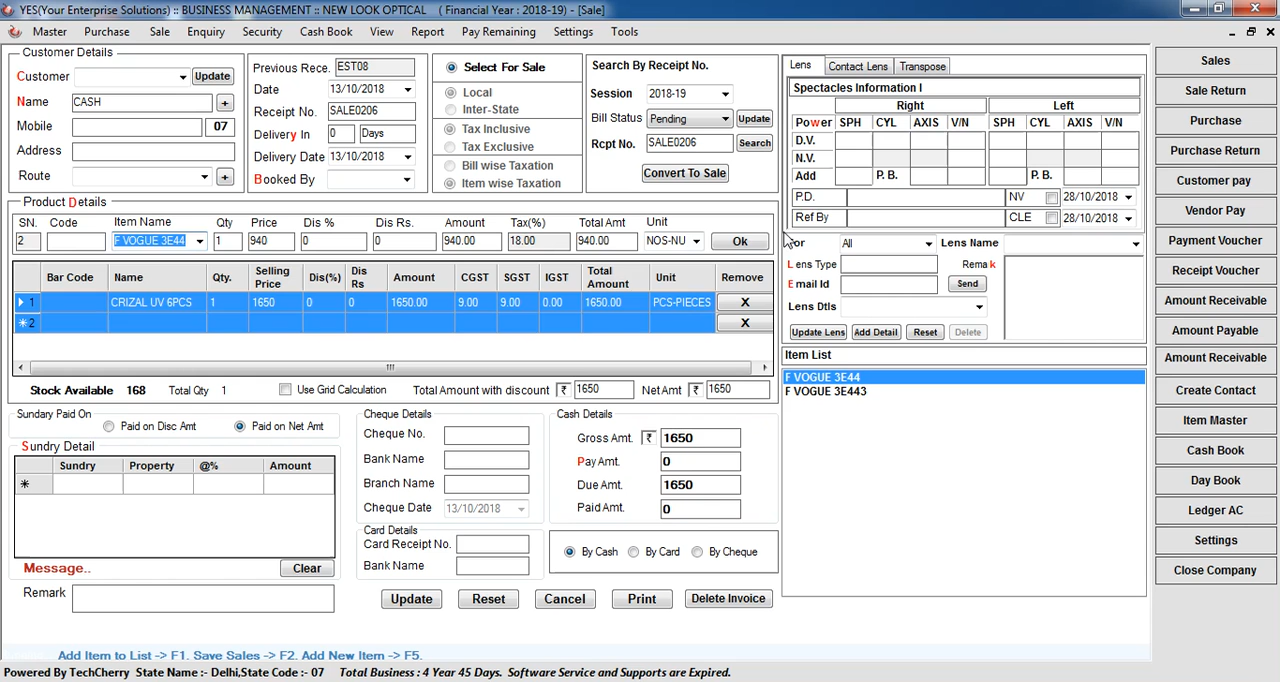 YES(Your Enterprise Solutions) :: BUSINESS MANAGEMENT :: NEW LOOK OPTICAL ( Financial Year : 2018-19) - [Sale]
Master Purchase Sale Enquiry Security Cash Book View Report Pay Remaining Settings Tools
Customer Details
Customer Update
Name CASH +
Mobile 07
Address
Route +
Previous Rece. EST08
Date 13/10/2018
Receipt No. SALE0206
Delivery In 0 Days
Delivery Date 13/10/2018
Booked By
Select For Sale
Local
Inter-State
Tax Inclusive
Tax Exclusive
Bill wise Taxation
Item wise Taxation
Search By Receipt No.
Session 2018-19
Bill Status Pending Update
Rcpt No. SALE0206 Search
Convert To Sale
Lens Contact Lens Transpose
Spectacles Information I
Right Left
Power SPH CYL AXIS V/N SPH CYL AXIS V/N
D.V.
N.V.
Add P.B. P.B.
P.D. NV 28/10/2018
Ref By CLE 28/10/2018
For All Lens Name
Lens Type Remak
Email Id Send
Lens Dtls
Update Lens Add Detail Reset Delete
Item List
F VOGUE 3E44
F VOGUE 3E443
Product Details
SN. Code Item Name Qty Price Dis % Dis Rs. Amount Tax(%) Total Amt Unit
2 F VOGUE 3E44 1 940 0 0 940.00 18.00 940.00 NOS-NU Ok
Bar Code Name Qty. Selling Price Dis(%) Dis Rs Amount CGST SGST IGST Total Amount Unit Remove
1 CRIZAL UV 6PCS 1 1650 0 0 1650.00 9.00 9.00 0.00 1650.00 PCS-PIECES X
2 X
Stock Available Total Qty 1 Use Grid Calculation Total Amount with discount ₹ 1650 Net Amt ₹ 1650
Sundary Paid On
Paid on Disc Amt Paid on Net Amt
Sundry Detail
Sundry Property @% Amount
Message.. Clear
Remark
Cheque Details
Cheque No.
Bank Name
Branch Name
Cheque Date 13/10/2018
Card Details
Card Receipt No.
Bank Name
Cash Details
Gross Amt. ₹ 1650
Pay Amt. 0
Due Amt. 1650
Paid Amt. 0
By Cash By Card By Cheque
Update Reset Cancel Print Delete Invoice
Sales
Sale Return
Purchase
Purchase Return
Customer pay
Vendor Pay
Payment Voucher
Receipt Voucher
Amount Receivable
Amount Payable
Amount Receivable
Create Contact
Item Master
Cash Book
Day Book
Ledger AC
Settings
Close Company
Add Item to List -> F1. Save Sales -> F2. Add New Item -> F5.
Powered By TechCherry State Name :- Delhi,State Code :- 07 Total Business : 4 Year 45 Days. Software Service and Supports are Expired.